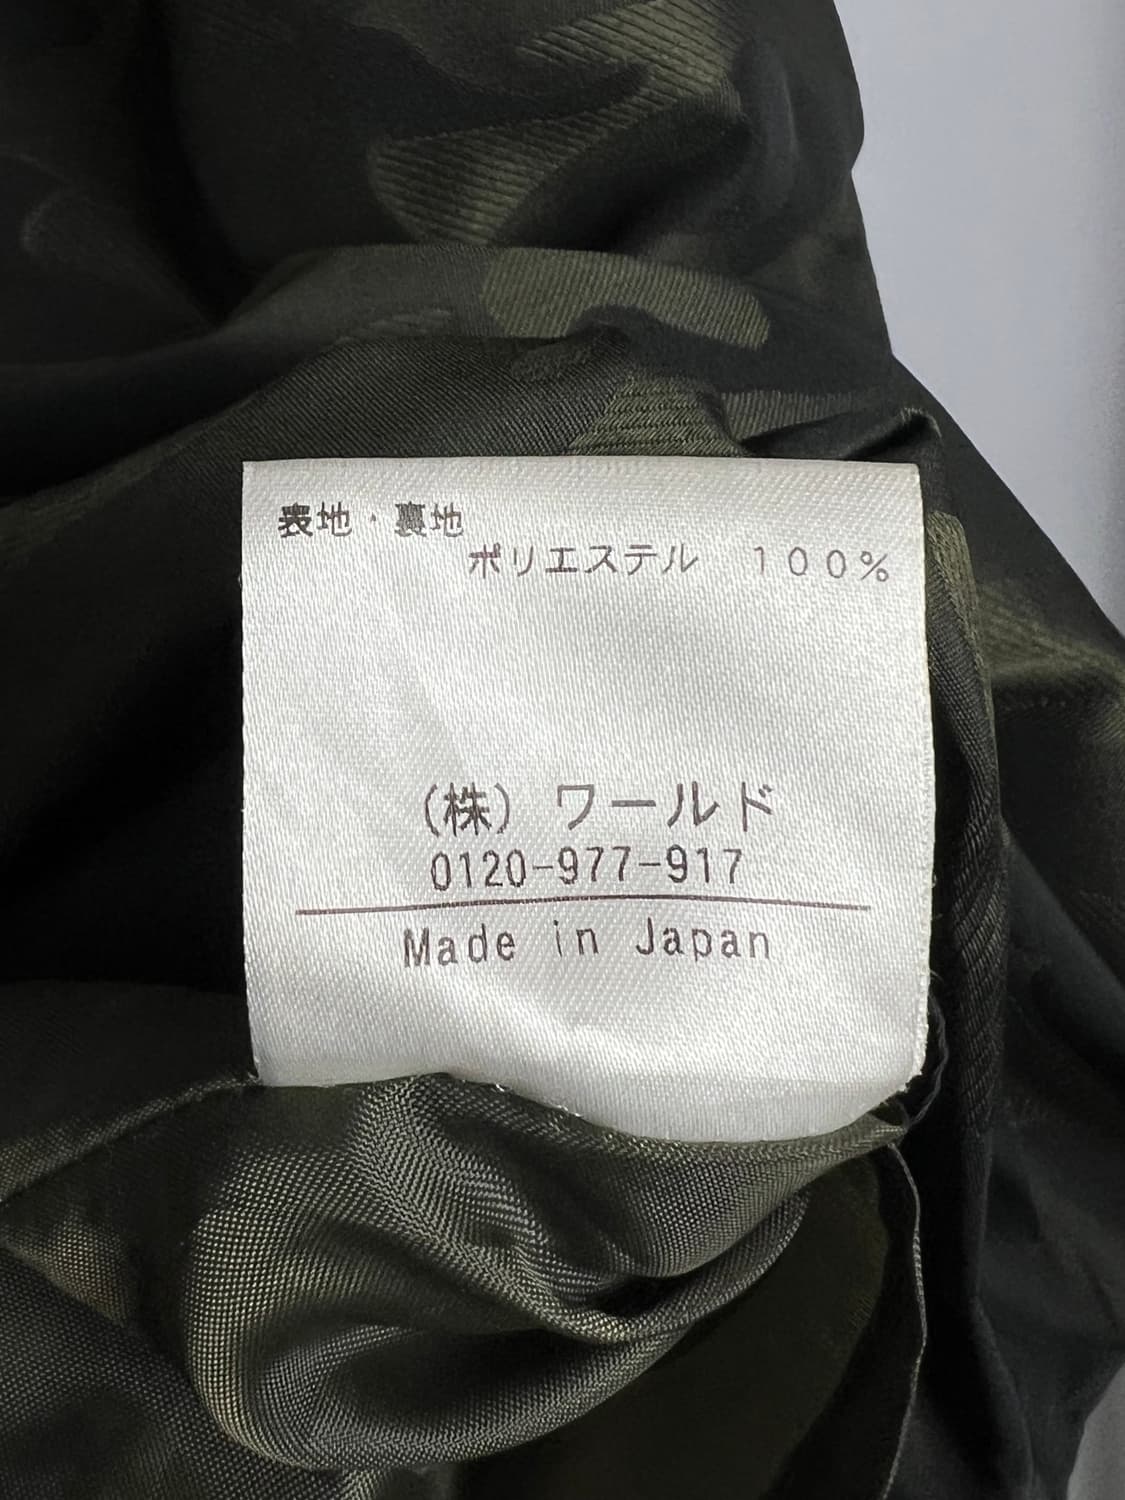 表地・裏地
ポリエステル　１００％
（株）ワールド
0120-977-917
Made in Japan